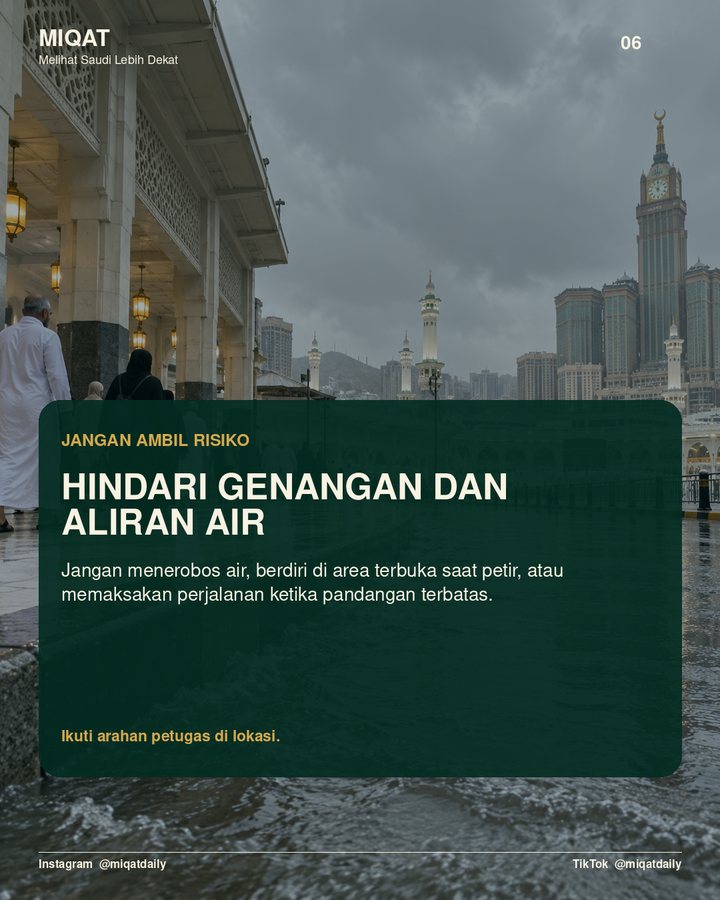 MIQAT
Melihat Saudi Lebih Dekat
06
JANGAN AMBIL RISIKO
HINDARI GENANGAN DAN
ALIRAN AIR
Jangan menerobos air, berdiri di area terbuka saat petir, atau
memaksakan perjalanan ketika pandangan terbatas.
Ikuti arahan petugas di lokasi.
Instagram @miqatdaily
TikTok @miqatdaily